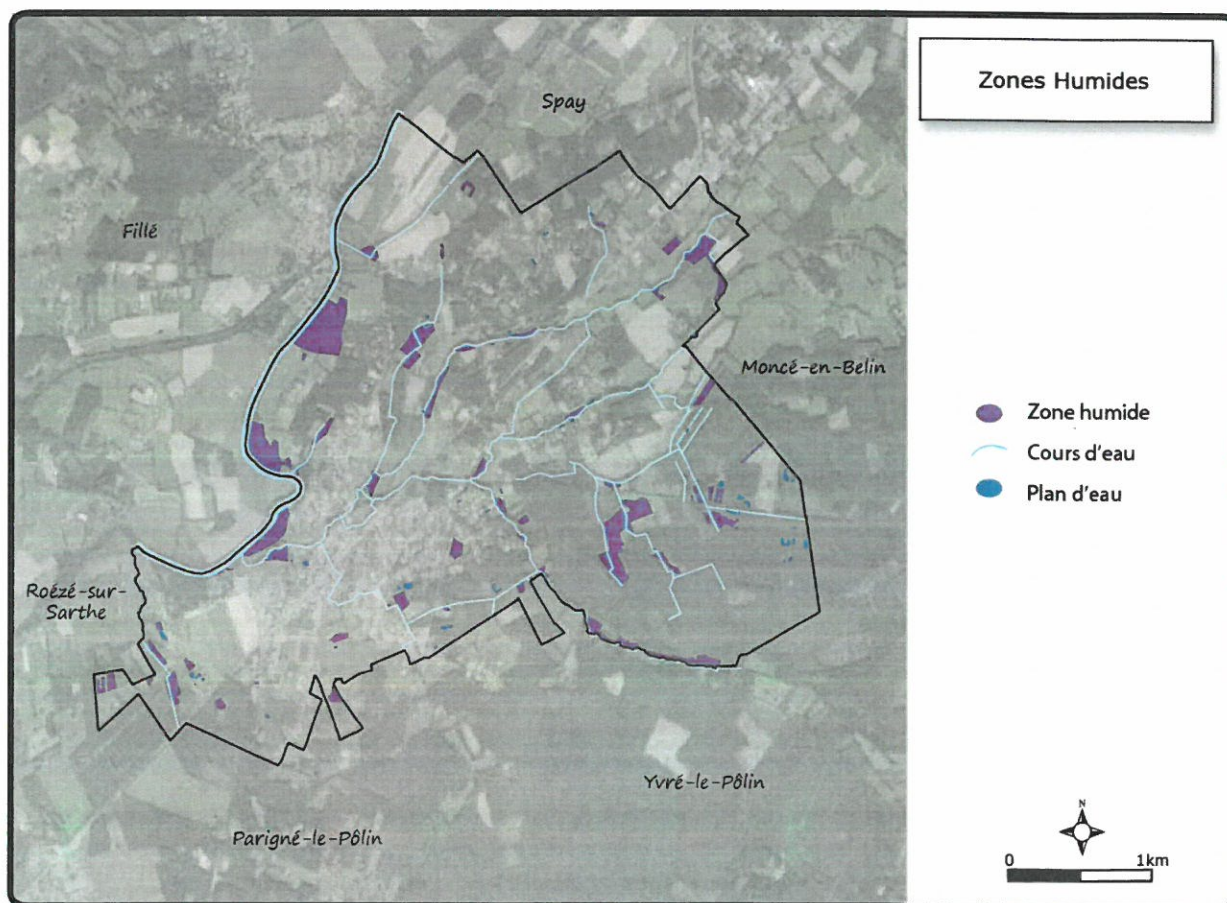 Zones Humides
Spay
Fillé
Moncé-en-Belin
Zone humide
Cours d'eau
Plan d'eau
Roézé-sur-
Sarthe
Yvré-le-Pôlin
Parigné-le-Pôlin
N
0 1km